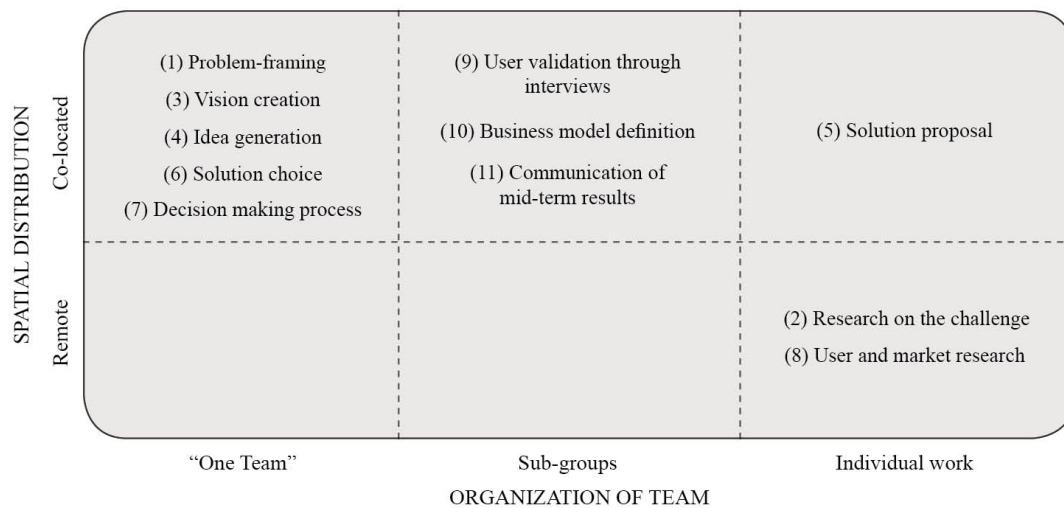 SPATIAL DISTRIBUTION
Co-located
Remote
(1) Problem-framing
(3) Vision creation
(4) Idea generation
(6) Solution choice
(7) Decision making process
(9) User validation through
interviews
(10) Business model definition
(11) Communication of
mid-term results
(5) Solution proposal
(2) Research on the challenge
(8) User and market research
“One Team”
Sub-groups
Individual work
ORGANIZATION OF TEAM